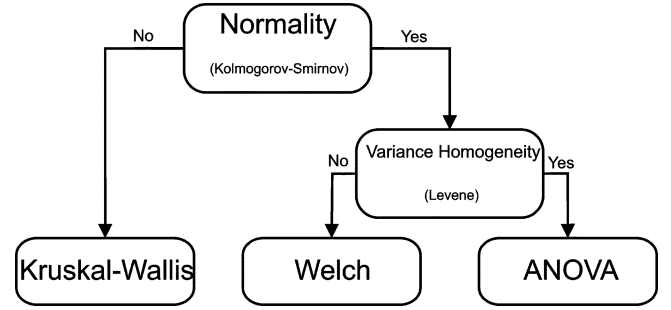 Normality
(Kolmogorov-Smirnov)
No
Yes
Variance Homogeneity
(Levene)
No
Yes
Kruskal-Wallis
Welch
ANOVA